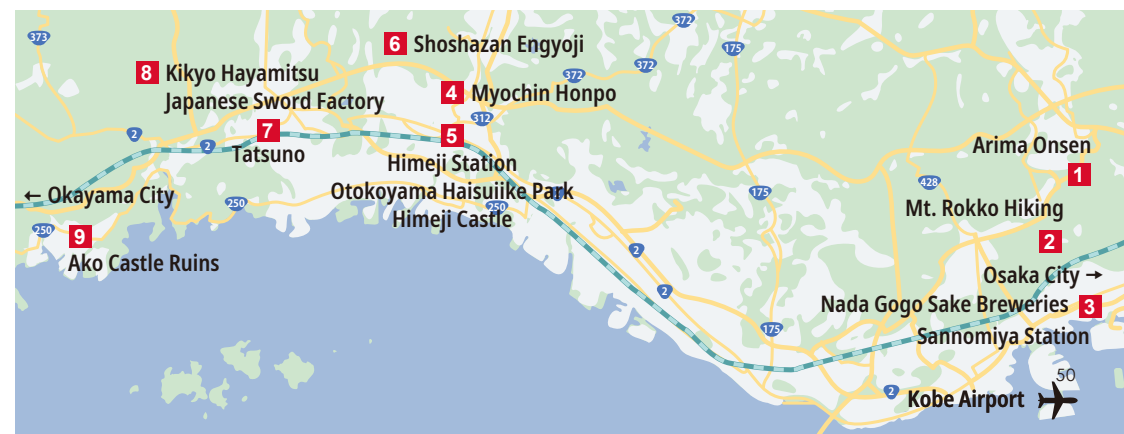 373
372
175
6 Shoshazan Engyoji
372
372
8 Kikyo Hayamitsu
Japanese Sword Factory
4 Myochin Honpo
312
2
2
7
Tatsuno
5
Himeji Station
Otokoyama Haisuiike Park
Himeji Castle
Arima Onsen
1
← Okayama City
250
250
250
2
175
428
Mt. Rokko Hiking
2
9
Ako Castle Ruins
2
2
Osaka City →
Nada Gogo Sake Breweries 3
175
Sannomiya Station
2
50
Kobe Airport